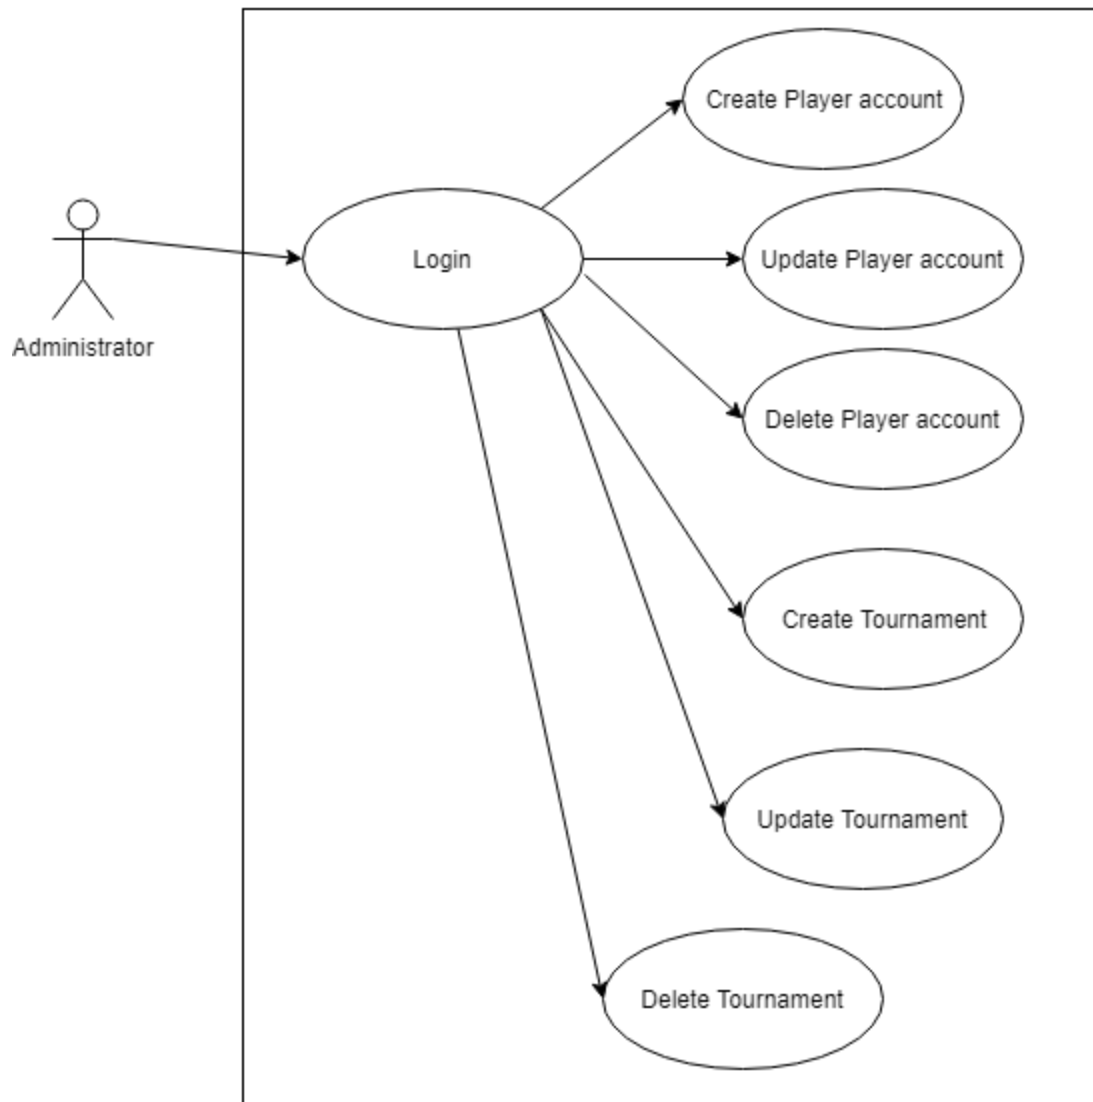 Create Player account
Login
Update Player account
Administrator
Delete Player account
Create Tournament
Update Tournament
Delete Tournament